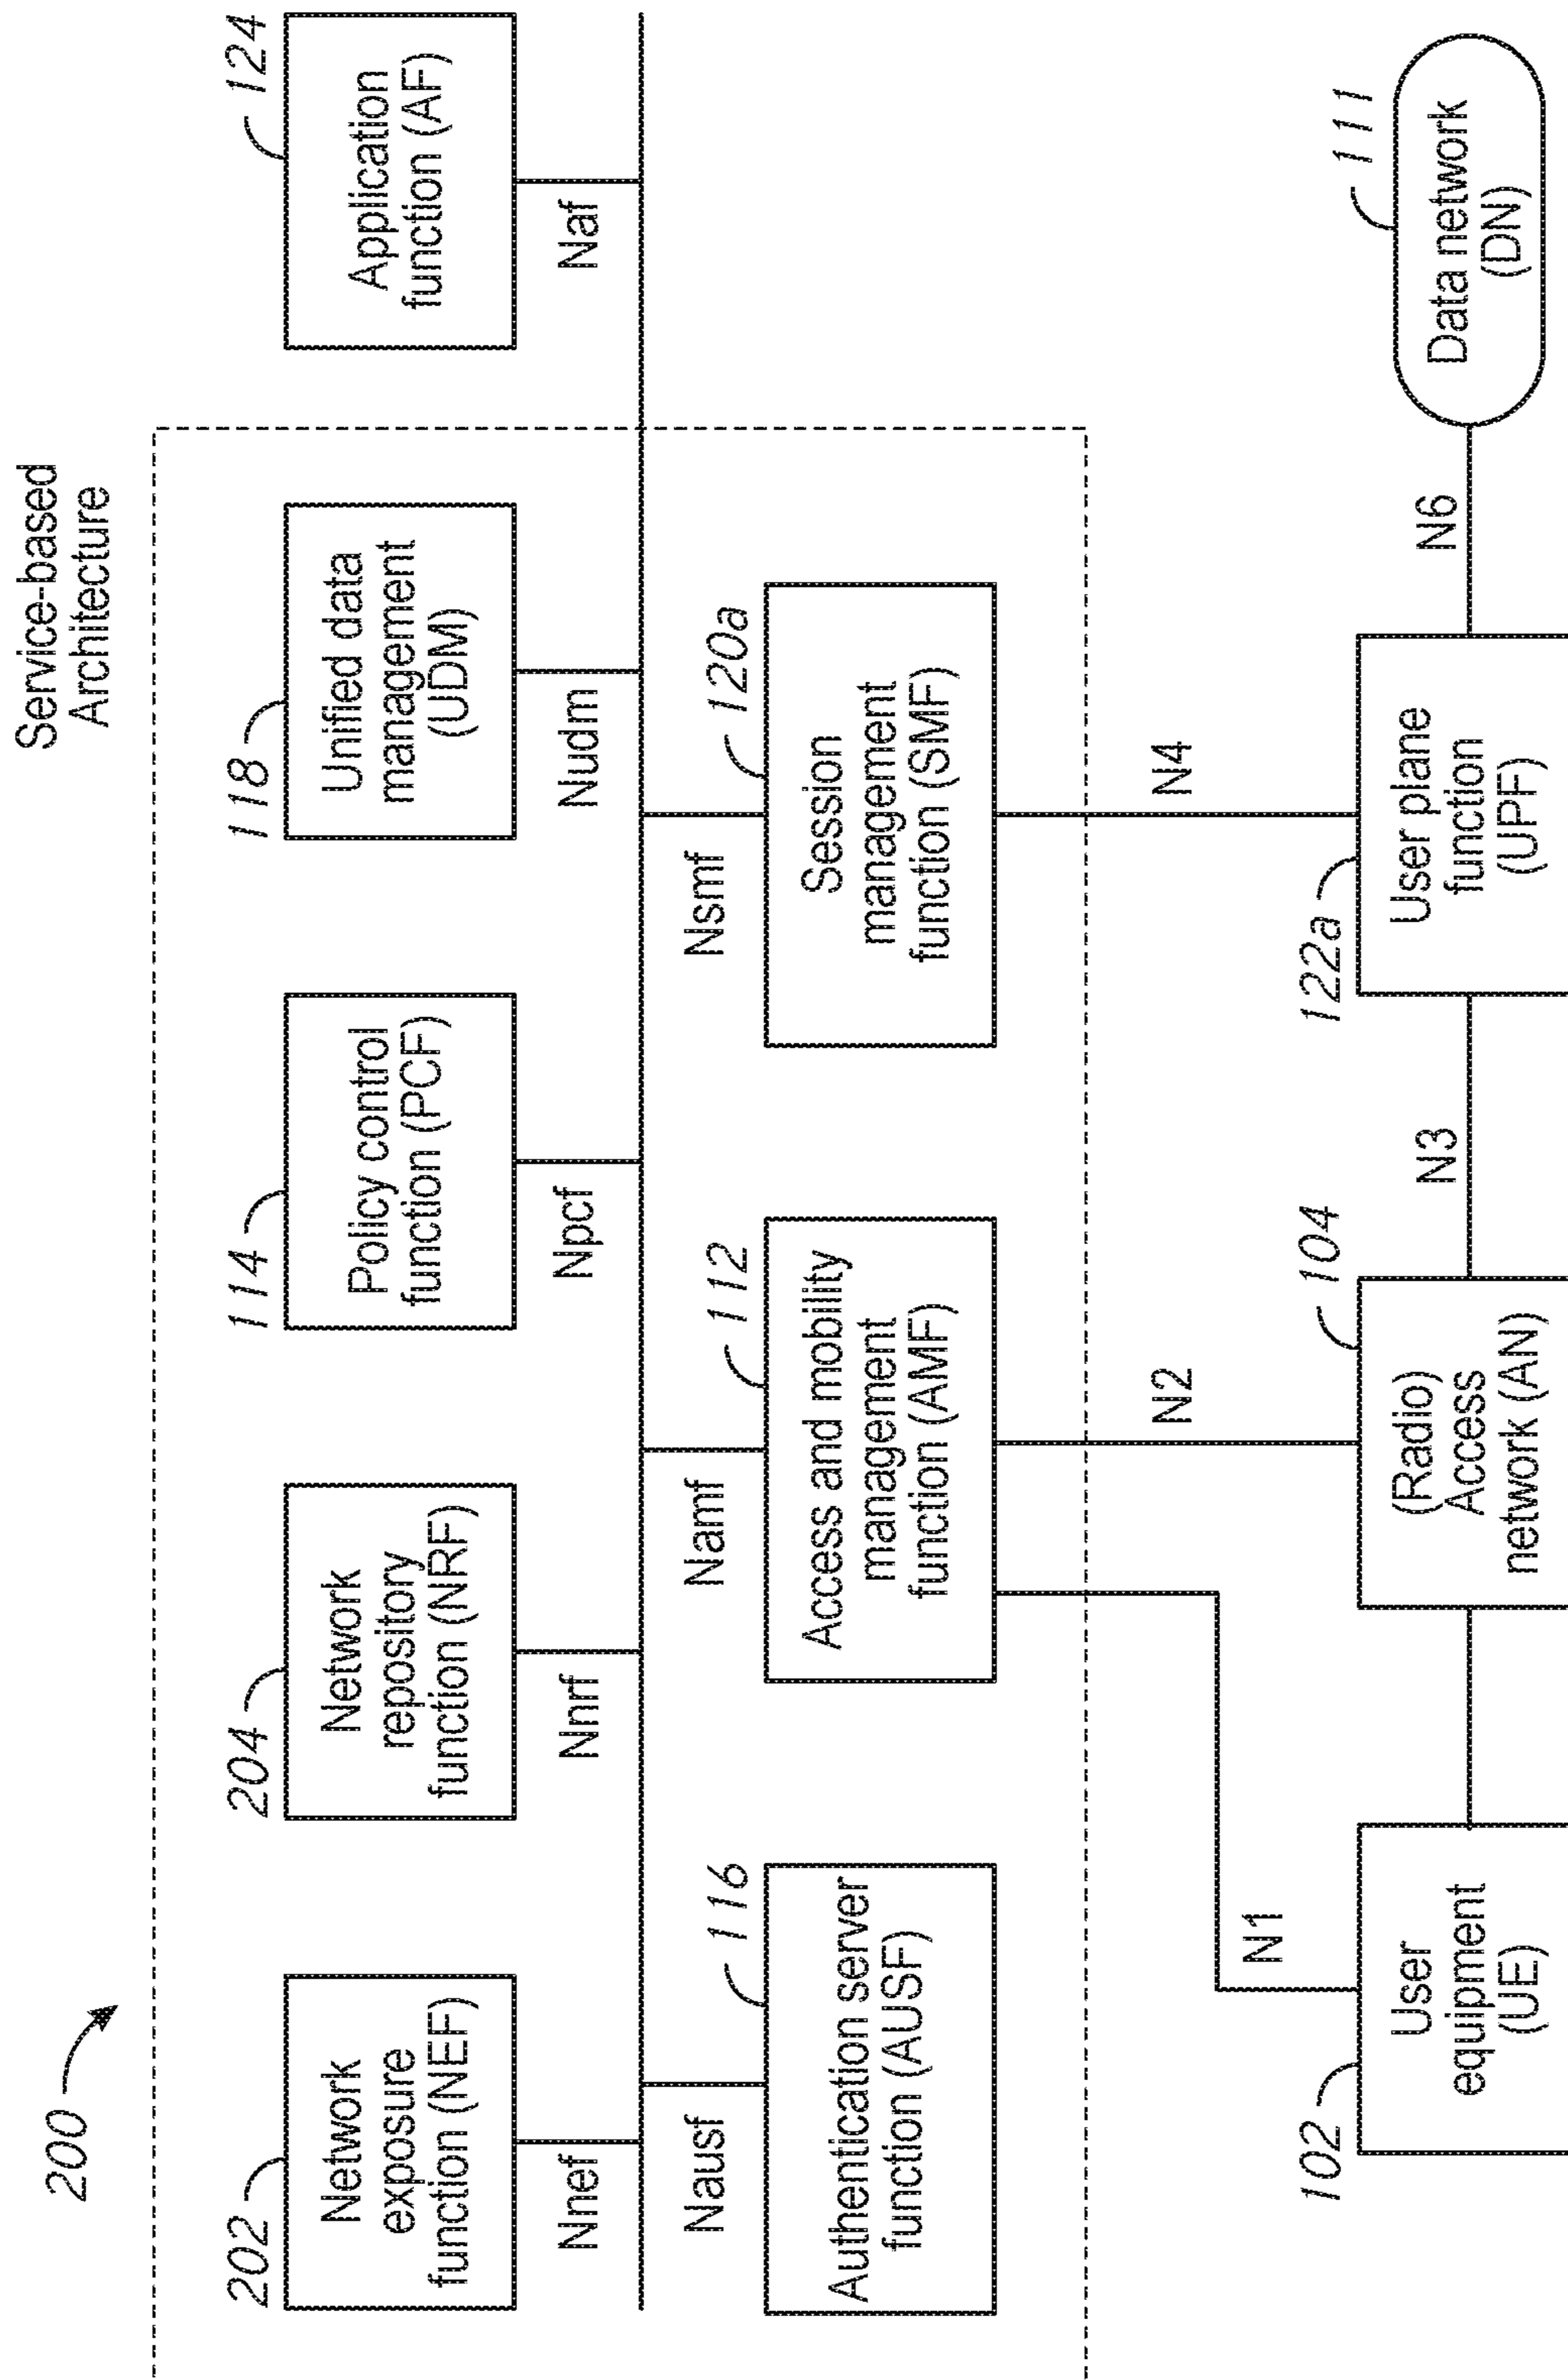 Service-based
Architecture
200
202
204
114
118
124
Network
exposure
function (NEF)
Network
repository
function (NRF)
Policy control
function (PCF)
Unified data
management
(UDM)
Application
function (AF)
Nnef
Nnrf
Npcf
Nudm
Naf
Nausf
116
Namf
112
Nsmf
120a
Authentication server
function (AUSF)
Access and mobility
management
function (AMF)
Session
management
function (SMF)
N1
N2
N4
102
104
N3
122a
N6
111
User
equipment
(UE)
(Radio)
Access
network (AN)
User plane
function
(UPF)
Data network
(DN)